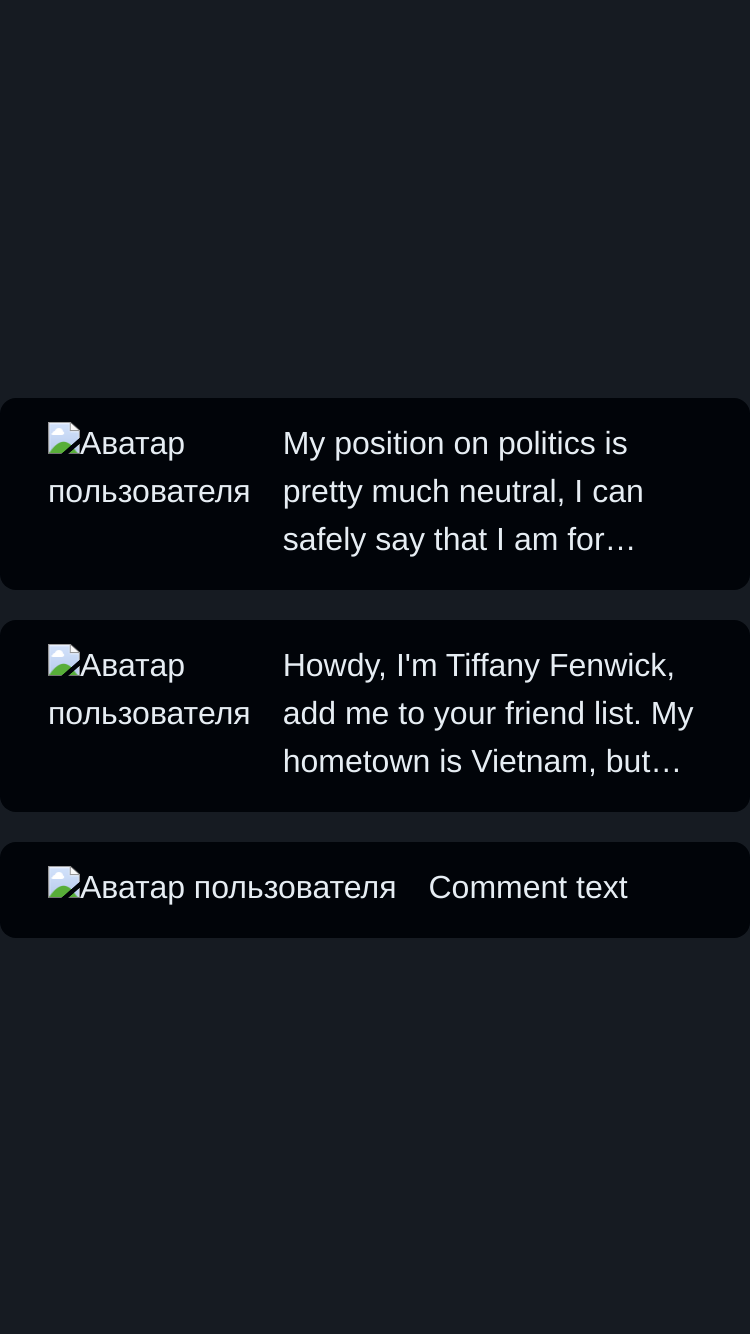 Аватар
пользователя
My position on politics is
pretty much neutral, I can
safely say that I am for…
Аватар
пользователя
Howdy, I'm Tiffany Fenwick,
add me to your friend list. My
hometown is Vietnam, but…
Аватар пользователя
Comment text